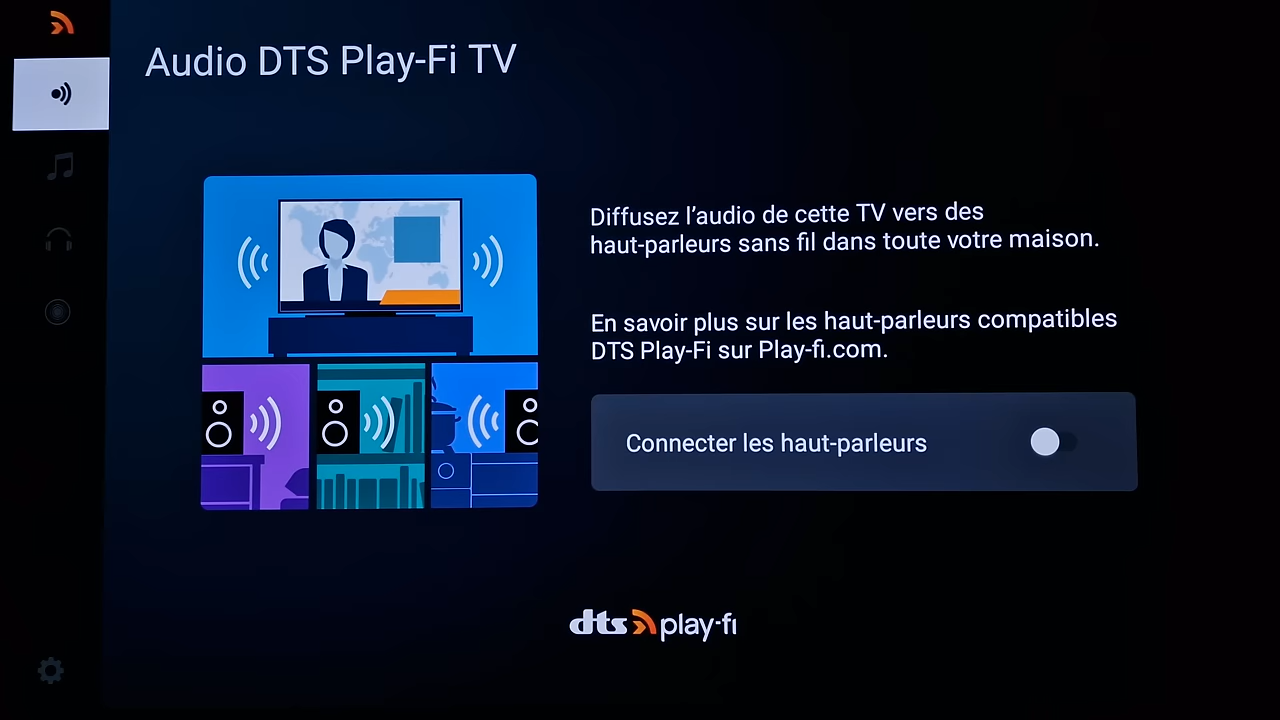 Audio DTS Play-Fi TV
Diffusez l’audio de cette TV vers des
haut-parleurs sans fil dans toute votre maison.
En savoir plus sur les haut-parleurs compatibles
DTS Play-Fi sur Play-fi.com.
Connecter les haut-parleurs
dts play-fi